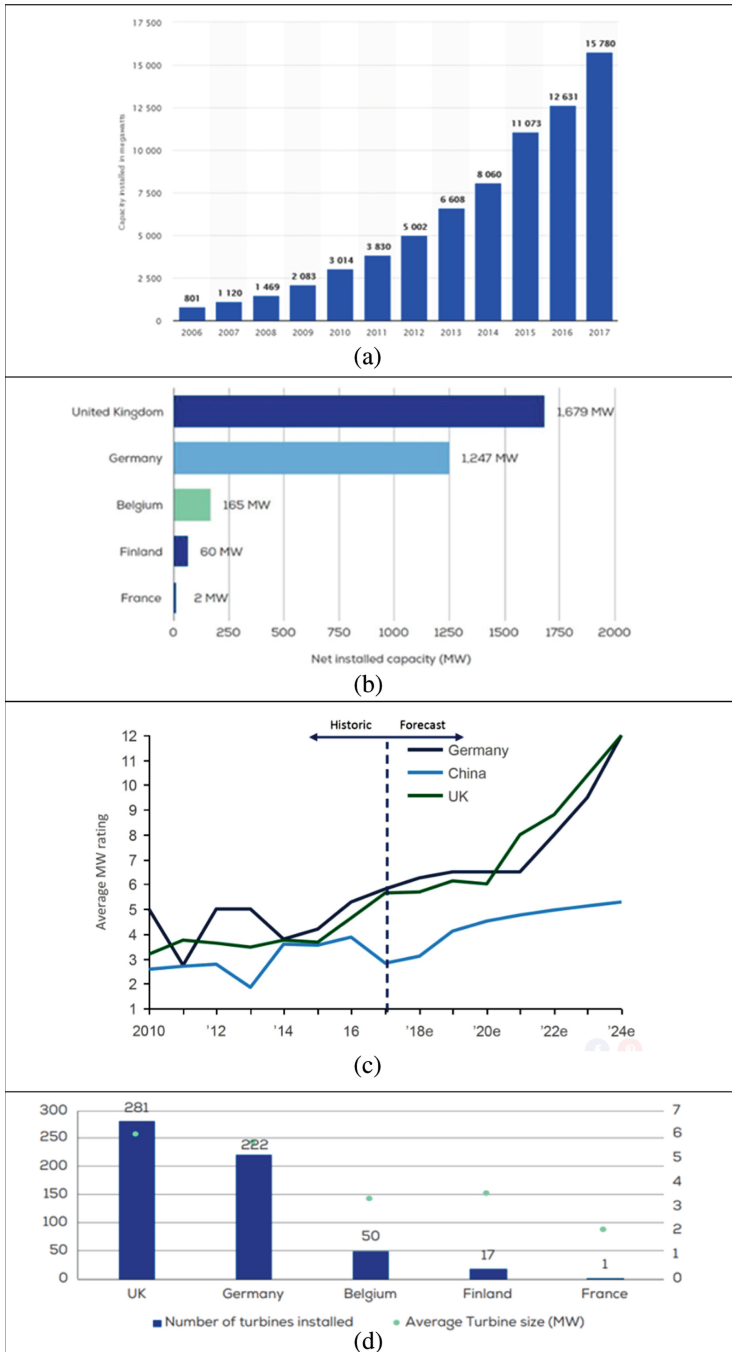 17 500
15 780
15 000
12 631
12 500
11 073
10 000
8 060
7 500
6 608
5 002
5 000
3 830
3 014
2 500
2 083
1 469
1 120
801
0
Capacity installed in megawatts
2006 2007 2008 2009 2010 2011 2012 2013 2014 2015 2016 2017
(a)
United Kingdom 1,679 MW
Germany 1,247 MW
Belgium 165 MW
Finland 60 MW
France 2 MW
0 250 500 750 1000 1250 1500 1750 2000
Net installed capacity (MW)
(b)
Historic Forecast
Germany
China
UK
12
11
10
9
8
7
6
5
4
3
2
1
Average MW rating
2010 '12 '14 16 '18e '20e '22e '24e
(c)
300 281 7
250 222 6
200 5
150 4
100 50 3
50 17 2
0 1 1
0
UK Germany Belgium Finland France
Number of turbines installed Average Turbine size (MW)
(d)